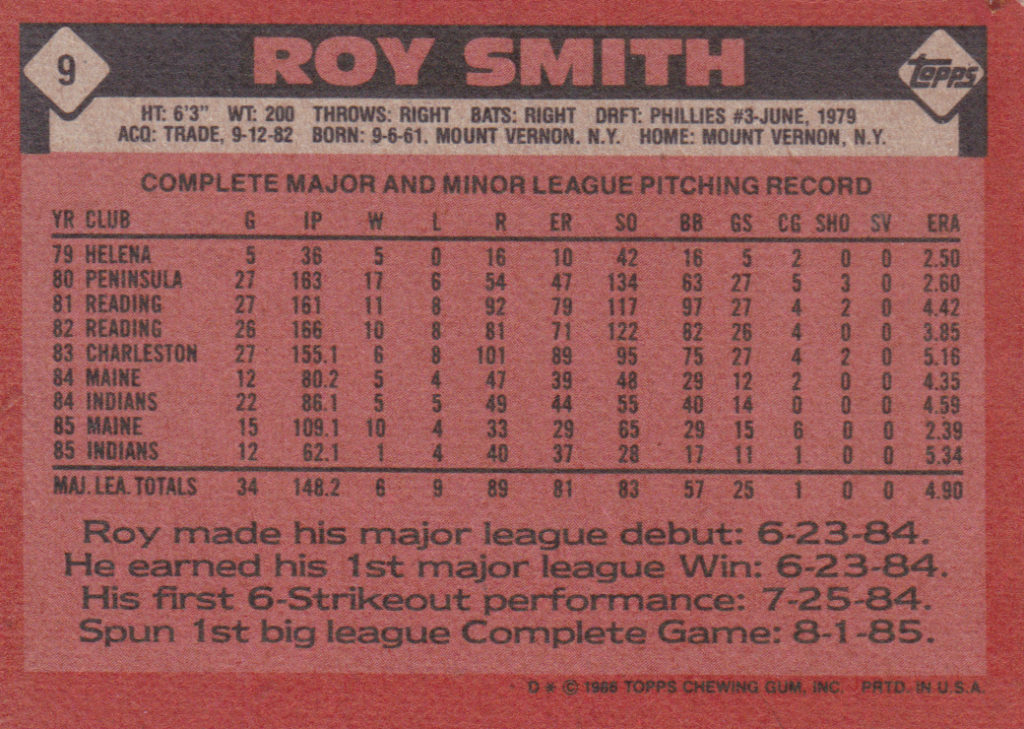 9
ROY SMITH
topps
HT: 6'3" WT: 200 THROWS: RIGHT BATS: RIGHT DRFT: PHILLIES #3-JUNE, 1979
ACQ: TRADE, 9-12-82 BORN: 9-6-61, MOUNT VERNON, N.Y. HOME: MOUNT VERNON, N.Y.
COMPLETE MAJOR AND MINOR LEAGUE PITCHING RECORD
YR CLUB G IP W L R ER SO BB GS CG SHO SV ERA
79 HELENA 5 36 5 0 16 10 42 16 5 2 0 0 2.50
80 PENINSULA 27 163 17 6 54 47 134 63 27 5 3 0 2.60
81 READING 27 161 11 8 92 79 117 97 27 4 2 0 4.42
82 READING 26 166 10 8 81 71 122 82 26 4 0 0 3.85
83 CHARLESTON 27 155.1 6 8 101 89 95 75 27 4 2 0 5.16
84 MAINE 12 80.2 5 4 47 39 48 29 12 2 0 0 4.35
84 INDIANS 22 86.1 5 5 49 44 55 40 14 0 0 0 4.59
85 MAINE 15 109.1 10 4 33 29 65 29 15 6 0 0 2.39
85 INDIANS 12 62.1 1 4 40 37 28 17 11 1 0 0 5.34
MAJ. LEA. TOTALS 34 148.2 6 9 89 81 83 57 25 1 0 0 4.90
Roy made his major league debut: 6-23-84.
He earned his 1st major league Win: 6-23-84.
His first 6-Strikeout performance: 7-25-84.
Spun 1st big league Complete Game: 8-1-85.
D * © 1986 TOPPS CHEWING GUM, INC. PRTD. IN U.S.A.